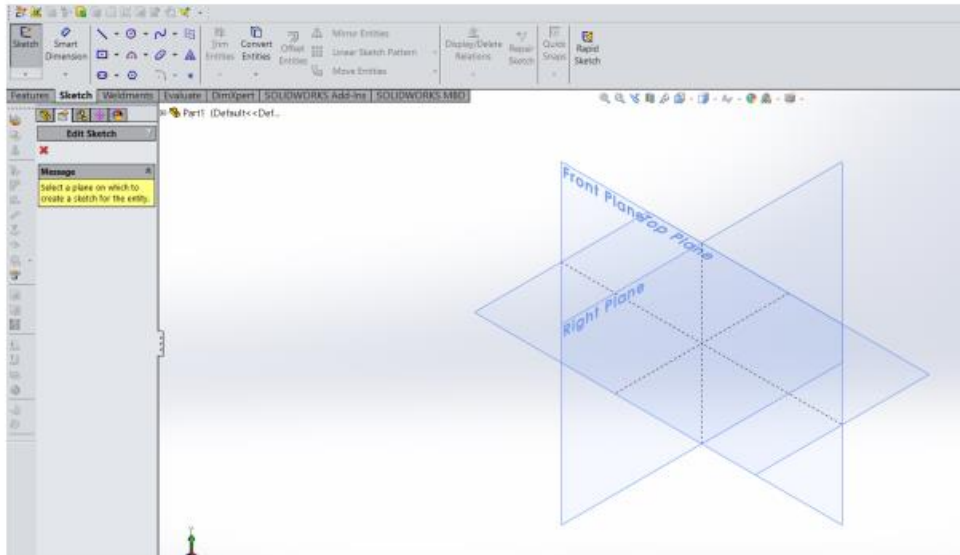 Sketch
Smart
Dimension
Trim
Entities
Convert
Entities
Offset
Entities
Mirror Entities
Linear Sketch Pattern
Move Entities
Display/Delete
Relations
Repair
Sketch
Quick
Snaps
Rapid
Sketch
Features Sketch Weldments Evaluate DimXpert SOLIDWORKS Add-Ins SOLIDWORKS MBD
Part1 (Default<<Def...
Edit Sketch
Message
Select a plane on which to
create a sketch for the entity.
Front Plane
Top Plane
Right Plane